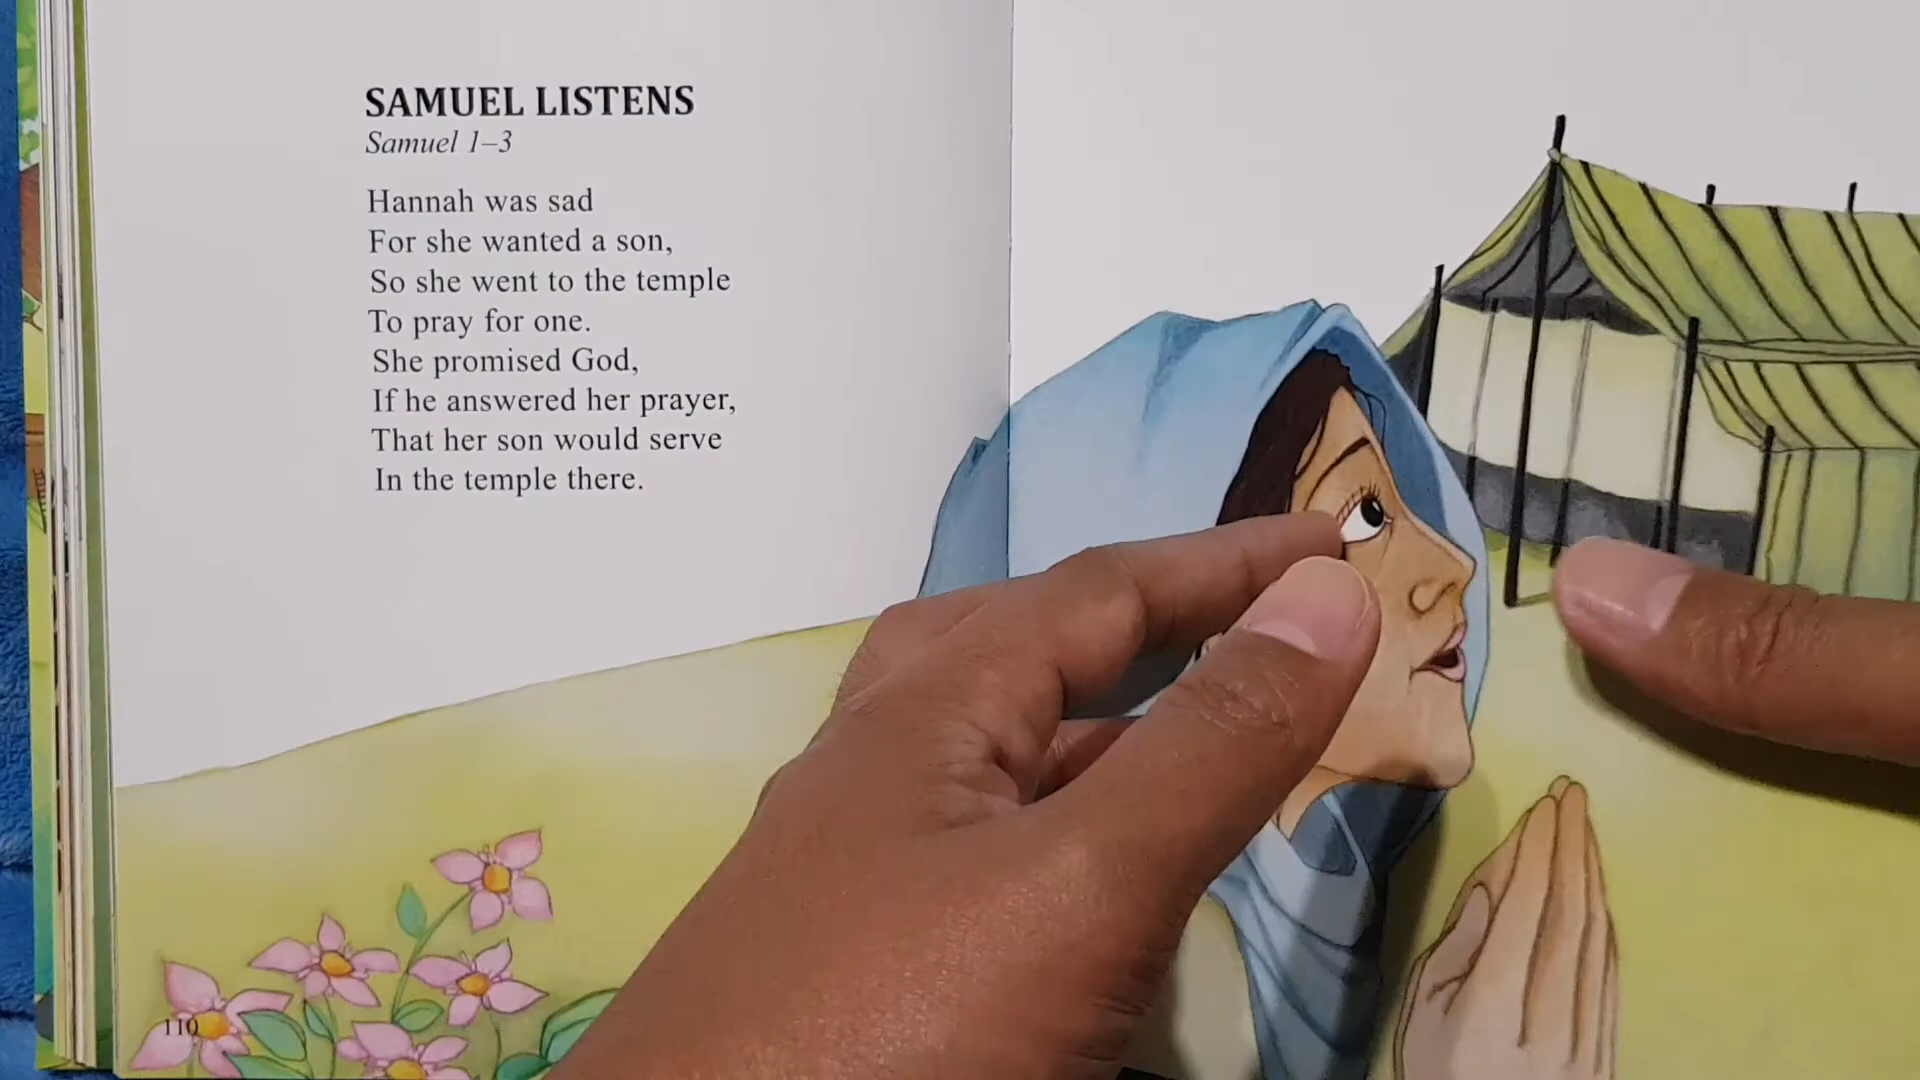 SAMUEL LISTENS
Samuel 1–3
Hannah was sad
For she wanted a son,
So she went to the temple
To pray for one.
She promised God,
If he answered her prayer,
That her son would serve
In the temple there.
110